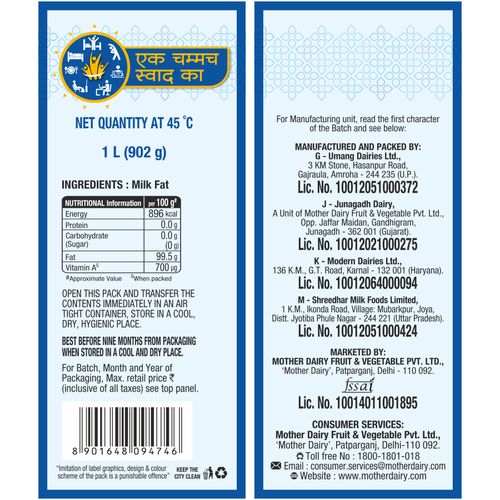 एक चम्मच
स्वाद का
NET QUANTITY AT 45 °C
1 L (902 g)
INGREDIENTS : Milk Fat
NUTRITIONAL Information per 100 g#
Energy 896 kcal
Protein 0.0 g
Carbohydrate 0.0 g
(Sugar) (0 g)
Fat 99.5 g
Vitamin A$ 700 µg
#Approximate Value $When packed
OPEN THIS PACK AND TRANSFER THE
CONTENTS IMMEDIATELY IN AN AIR
TIGHT CONTAINER, STORE IN A COOL,
DRY, HYGIENIC PLACE.
BEST BEFORE NINE MONTHS FROM PACKAGING
WHEN STORED IN A COOL AND DRY PLACE.
For Batch, Month and Year of
Packaging, Max. retail price ₹
(inclusive of all taxes) see top panel.
8 901648 094746
"Imitation of label graphics, design & colour
scheme of the pack is a punishable offence"
KEEP THE
CITY CLEAN
For Manufacturing unit, read the first character
of the Batch and see below:
MANUFACTURED AND PACKED BY:
G - Umang Dairies Ltd.,
3 KM Stone, Hasanpur Road,
Gajraula, Amroha - 244 235 (U.P.).
Lic. No. 10012051000372
J - Junagadh Dairy,
A Unit of Mother Dairy Fruit & Vegetable Pvt. Ltd.,
Opp. Jaffar Maidan, Gandhigram,
Junagadh - 362 001 (Gujarat).
Lic. No. 10012021000275
K - Modern Dairies Ltd.,
136 K.M., G.T. Road, Karnal - 132 001 (Haryana).
Lic. No. 10012064000094
M - Shredhar Milk Foods Limited,
1 K.M., Ikonda Road, Village: Mubarkpur, Joya,
Distt. Jyotiba Phule Nagar - 244 221 (Uttar Pradesh).
Lic. No. 10012051000424
MARKETED BY:
MOTHER DAIRY FRUIT & VEGETABLE PVT. LTD.,
'Mother Dairy', Patparganj, Delhi - 110 092.
fssai
Lic. No. 10014011001895
CONSUMER SERVICES:
Mother Dairy Fruit & Vegetable Pvt. Ltd.,
'Mother Dairy', Patparganj, Delhi-110 092.
Toll free No : 1800-1801-018
Email : consumer.services@motherdairy.com
Website : www.motherdairy.com